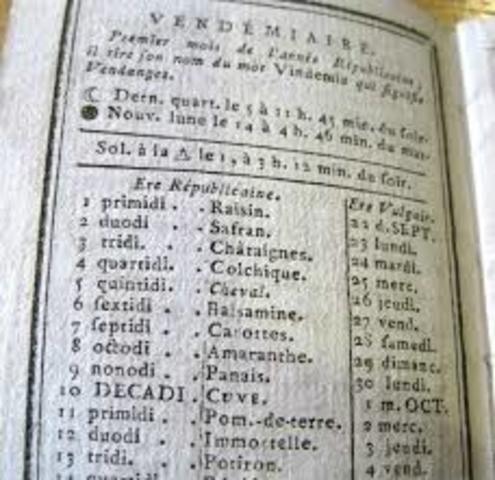 VENDÉMIAIRE.
Premier mois de l'année Républicaine,
il tire ſon nom du mot Vindemia qui ſignifie
Vendanges.
☾ Dern. quart. le 5 à 11 h. 45 min. du ſoir.
● Nouv. lune le 14 à 4 h. 46 min. du mat.
Sol. à la ♎ le 1, à 3 h. 12 min. du ſoir.
Ere Républicaine. Ere Vulgair.
1 primidi . . Raisin. 22 d. SEPT.
2 duodi . Safran. 23 lundi.
3 tridi. . . Châtaignes. 24 mardi.
4 quartidi. . Colchique. 25 merc.
5 quintidi. . Cheval. 26 jeudi.
6 ſextidi . . Balsamine. 27 vend.
7 ſeptidi . . Carottes. 28 ſamedi.
8 octodi . . Amaranthe. 29 dimanc.
9 nonodi . . Panais. 30 lundi.
10 DECADI . CUVE. 1 m. OCT.
11 primidi . Pom.-de-terre. 2 merc.
12 duodi . Immortelle. 3 jeudi.
13 tridi. . Potiron. 4 vend.